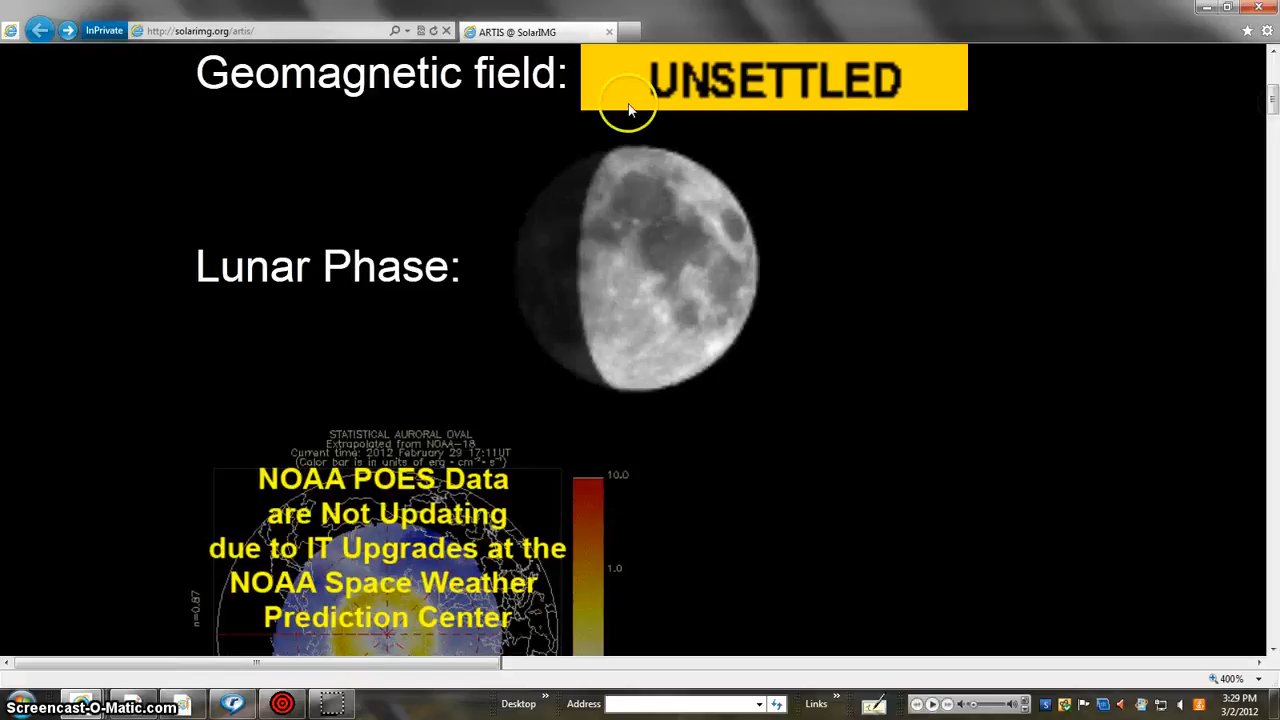 InPrivate
http://solarimg.org/artis/
ARTIS @ SolarIMG
Geomagnetic field:
UNSETTLED
Lunar Phase:
STATISTICAL AURORAL OVAL
Extrapolated from NOAA-18
Current time: 2012 February 29 17:11UT
(Color bar is in units of erg · cm⁻² · s⁻¹)
10.0
NOAA POES Data
are Not Updating
due to IT Upgrades at the
NOAA Space Weather
Prediction Center
1.0
n=0.87
400%
Screencast-O-Matic.com
Desktop
Address
Links
3:29 PM
3/2/2012